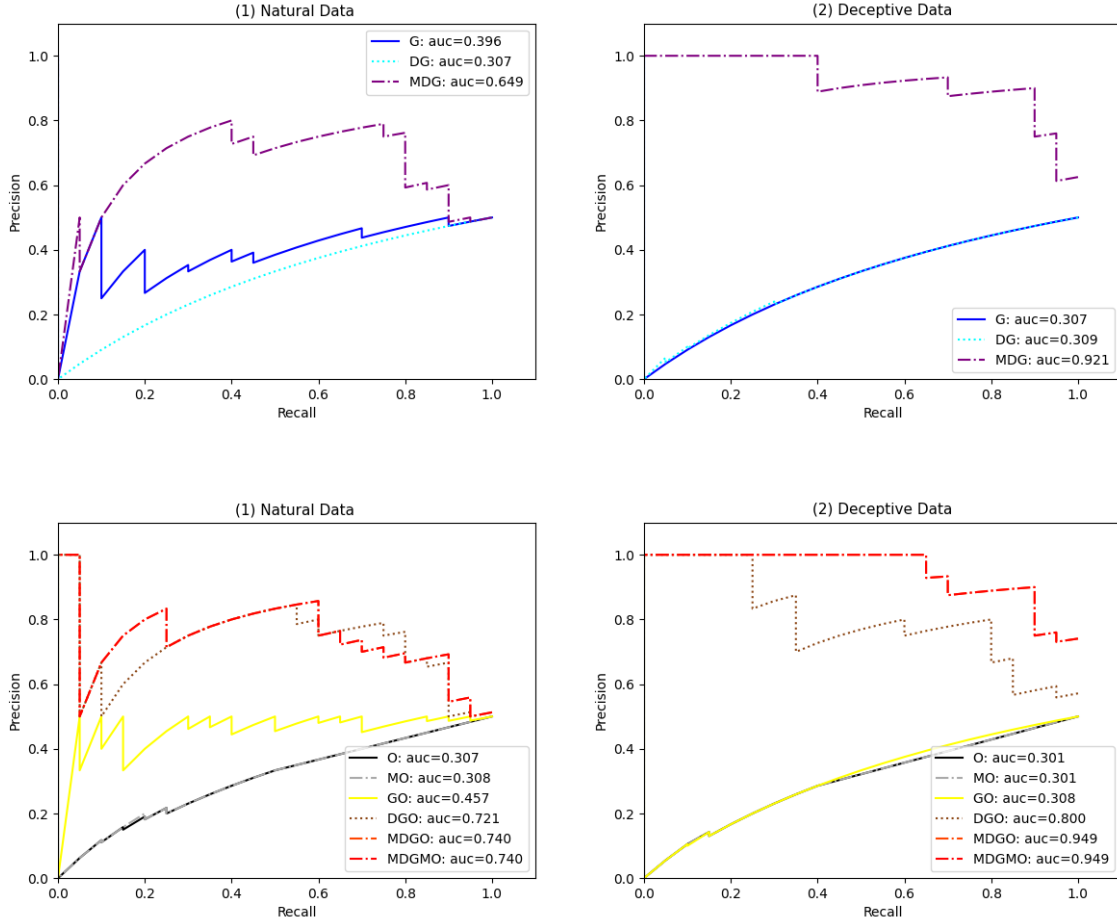 (1) Natural Data
(2) Deceptive Data
Precision
1.0
0.8
0.6
0.4
0.2
0.0
G: auc=0.396
DG: auc=0.307
MDG: auc=0.649
0.0 0.2 0.4 0.6 0.8 1.0
Recall
Precision
1.0
0.8
0.6
0.4
0.2
0.0
G: auc=0.307
DG: auc=0.309
MDG: auc=0.921
0.0 0.2 0.4 0.6 0.8 1.0
Recall
(1) Natural Data
(2) Deceptive Data
Precision
1.0
0.8
0.6
0.4
0.2
0.0
O: auc=0.307
MO: auc=0.308
GO: auc=0.457
DGO: auc=0.721
MDGO: auc=0.740
MDGMO: auc=0.740
0.0 0.2 0.4 0.6 0.8 1.0
Recall
Precision
1.0
0.8
0.6
0.4
0.2
0.0
O: auc=0.301
MO: auc=0.301
GO: auc=0.308
DGO: auc=0.800
MDGO: auc=0.949
MDGMO: auc=0.949
0.0 0.2 0.4 0.6 0.8 1.0
Recall